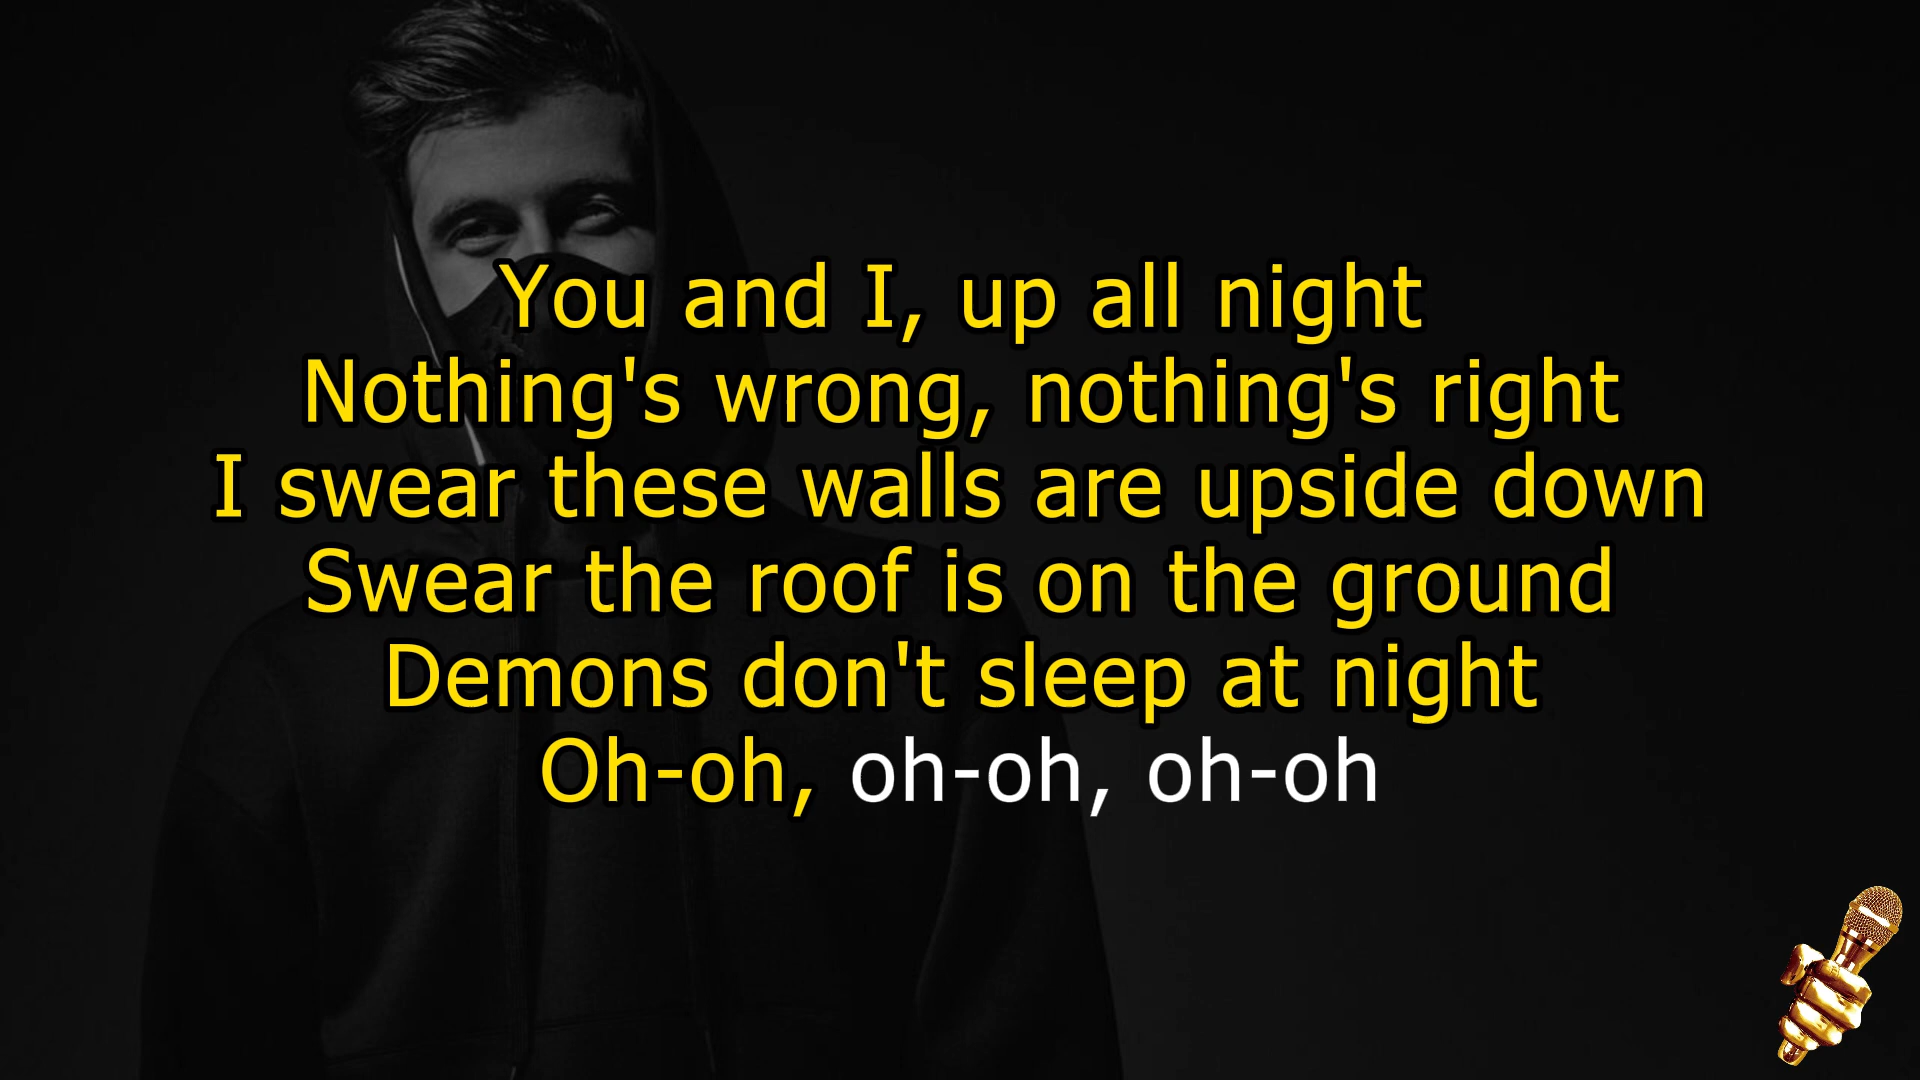 You and I, up all night
Nothing's wrong, nothing's right
I swear these walls are upside down
Swear the roof is on the ground
Demons don't sleep at night
Oh-oh, oh-oh, oh-oh